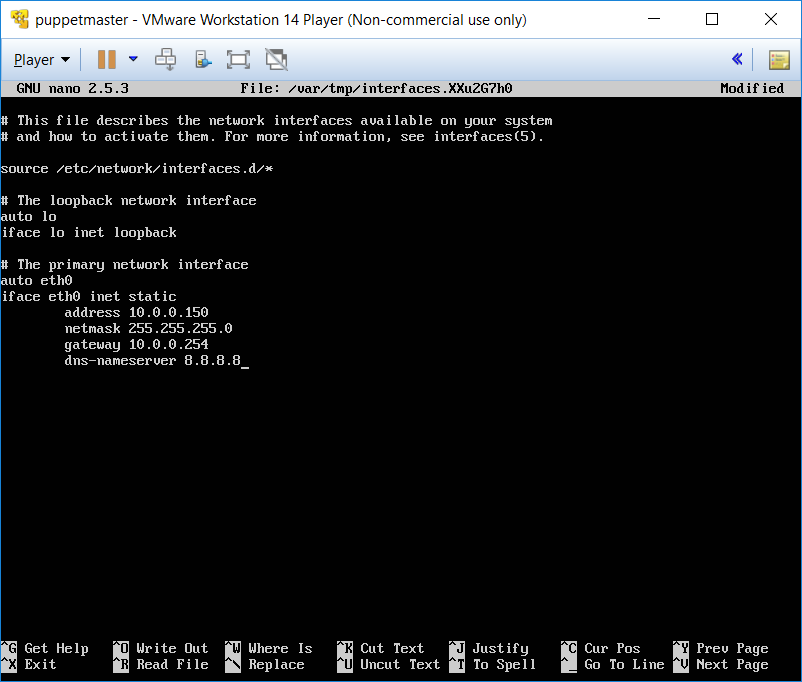 puppetmaster - VMware Workstation 14 Player (Non-commercial use only)
Player
GNU nano 2.5.3 File: /var/tmp/interfaces.XXu2G7h0 Modified
# This file describes the network interfaces available on your system
# and how to activate them. For more information, see interfaces(5).
source /etc/network/interfaces.d/*
# The loopback network interface
auto lo
iface lo inet loopback
# The primary network interface
auto eth0
iface eth0 inet static
address 10.0.0.150
netmask 255.255.255.0
gateway 10.0.0.254
dns-nameserver 8.8.8.8_
^G Get Help ^O Write Out ^W Where Is ^K Cut Text ^J Justify ^C Cur Pos ^Y Prev Page
^X Exit ^R Read File ^\ Replace ^U Uncut Text ^T To Spell ^_ Go To Line ^V Next Page